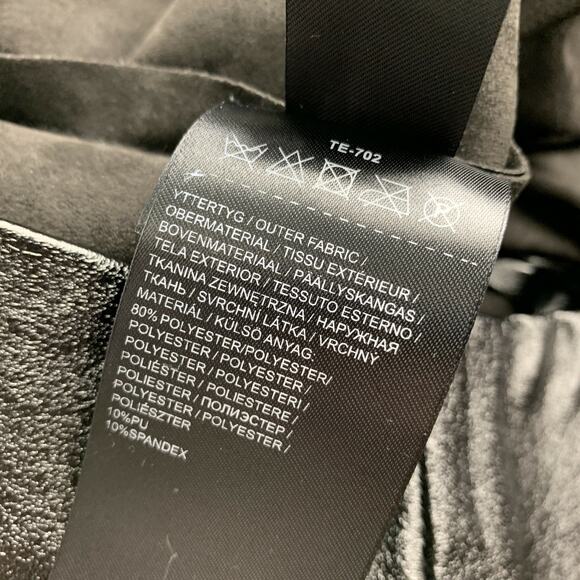 TE-702
YTTERTYG / OUTER FABRIC /
OBERMATERIAL / TISSU EXTÉRIEUR /
BOVENMATERIAAL / PÄÄLLYSKANGAS /
TELA EXTERIOR / TESSUTO ESTERNO /
TKANINA ZEWNĘTRZNA / НАРУЖНАЯ
ТКАНЬ / SVRCHNÍ LÁTKA / VRCHNY
MATERIÁL / KÜLSŐ ANYAG.
80% POLYESTER/POLYESTER/
POLYESTER / POLYESTER /
POLYESTER / POLYESTERI /
POLIÉSTER / POLIESTERE /
POLIESTER / ПОЛИЭСТЕР /
POLYESTER / POLYESTER /
POLIÉSZTER
10%PU
10%SPANDEX